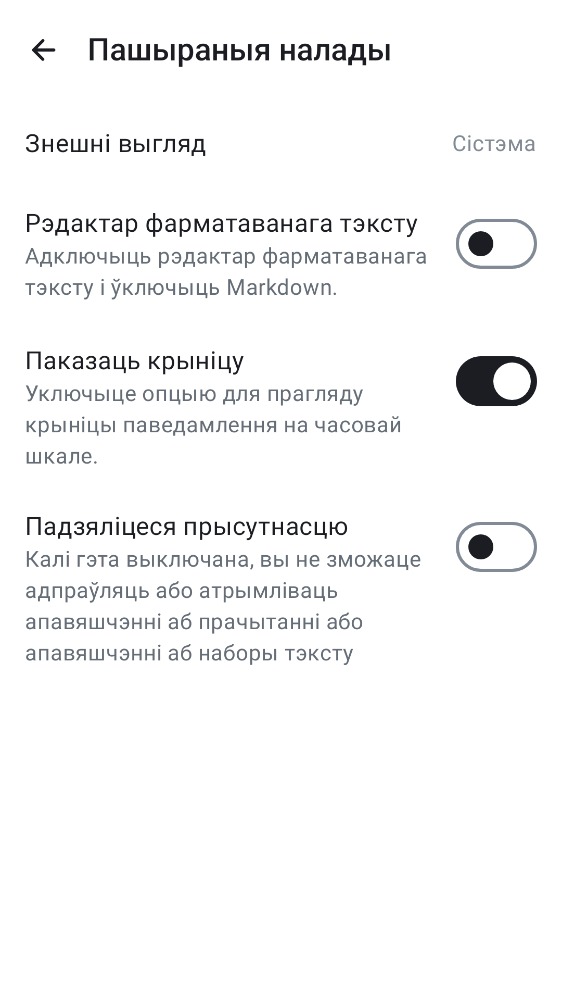 Пашыраныя налады
Знешні выгляд
Сістэма
Рэдактар фарматаванага тэксту
Адключыць рэдактар фарматаванага
тэксту і ўключыць Markdown.
Паказаць крыніцу
Уключыце опцыю для прагляду
крыніцы паведамлення на часовай
шкале.
Падзяліцеся прысутнасцю
Калі гэта выключана, вы не зможаце
адпраўляць або атрымліваць
апавяшчэнні аб прачытанні або
апавяшчэнні аб наборы тэксту